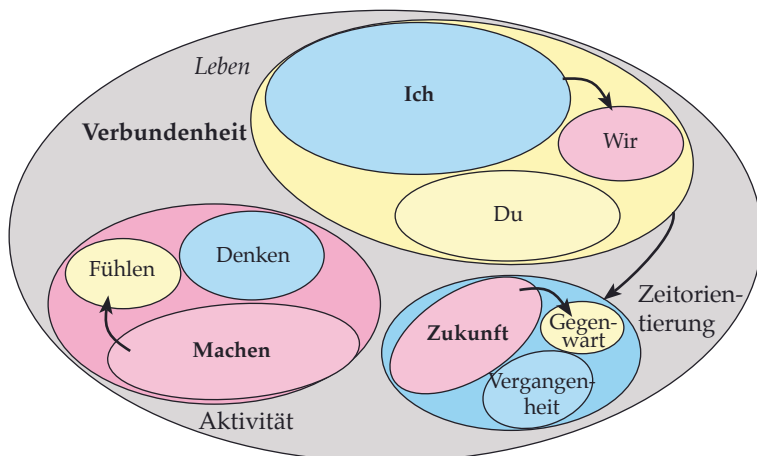 Leben
Ich
Verbundenheit
Wir
Du
Fühlen
Denken
Machen
Aktivität
Zeitorien-
tierung
Zukunft
Gegen-
wart
Vergangen-
heit